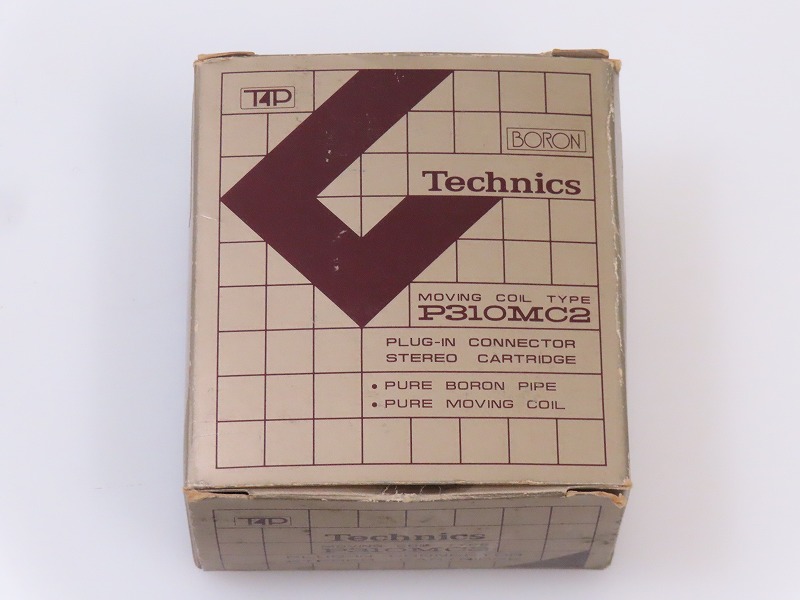 T4P
BORON
Technics
MOVING COIL TYPE
P310MC2
PLUG-IN CONNECTOR
STEREO CARTRIDGE
• PURE BORON PIPE
• PURE MOVING COIL
T4P
Technics
P310MC2